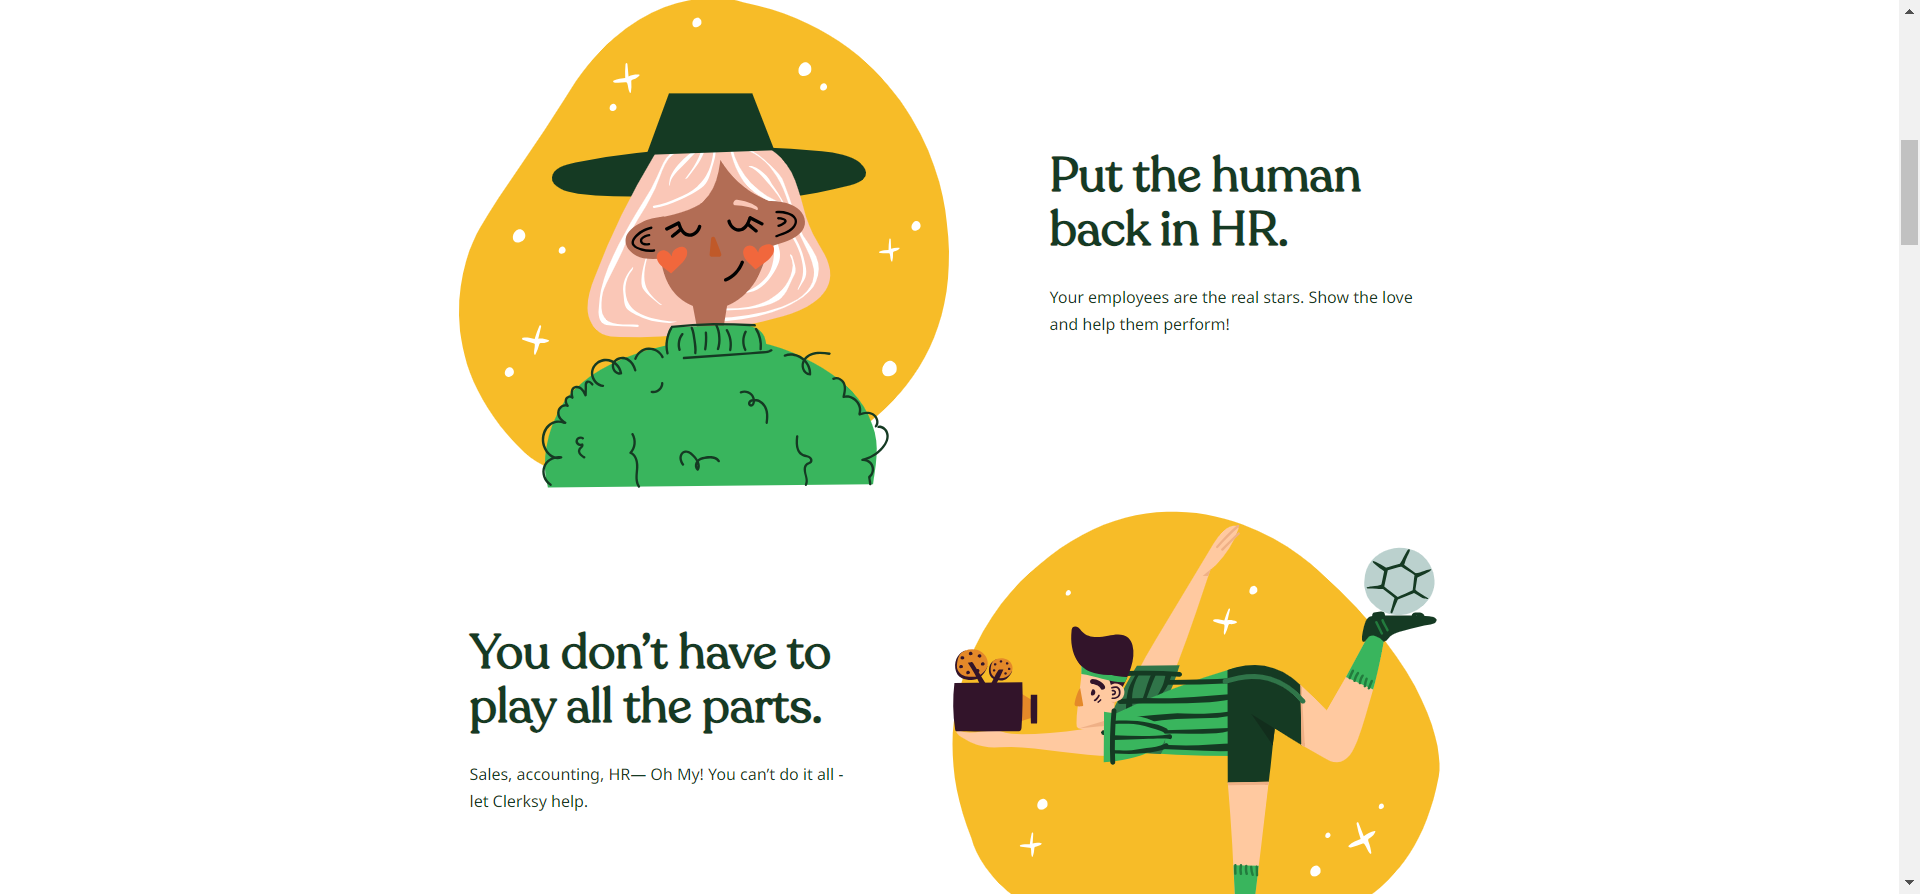 Put the human
back in HR.
Your employees are the real stars. Show the love
and help them perform!
You don’t have to
play all the parts.
Sales, accounting, HR— Oh My! You can’t do it all -
let Clerksy help.